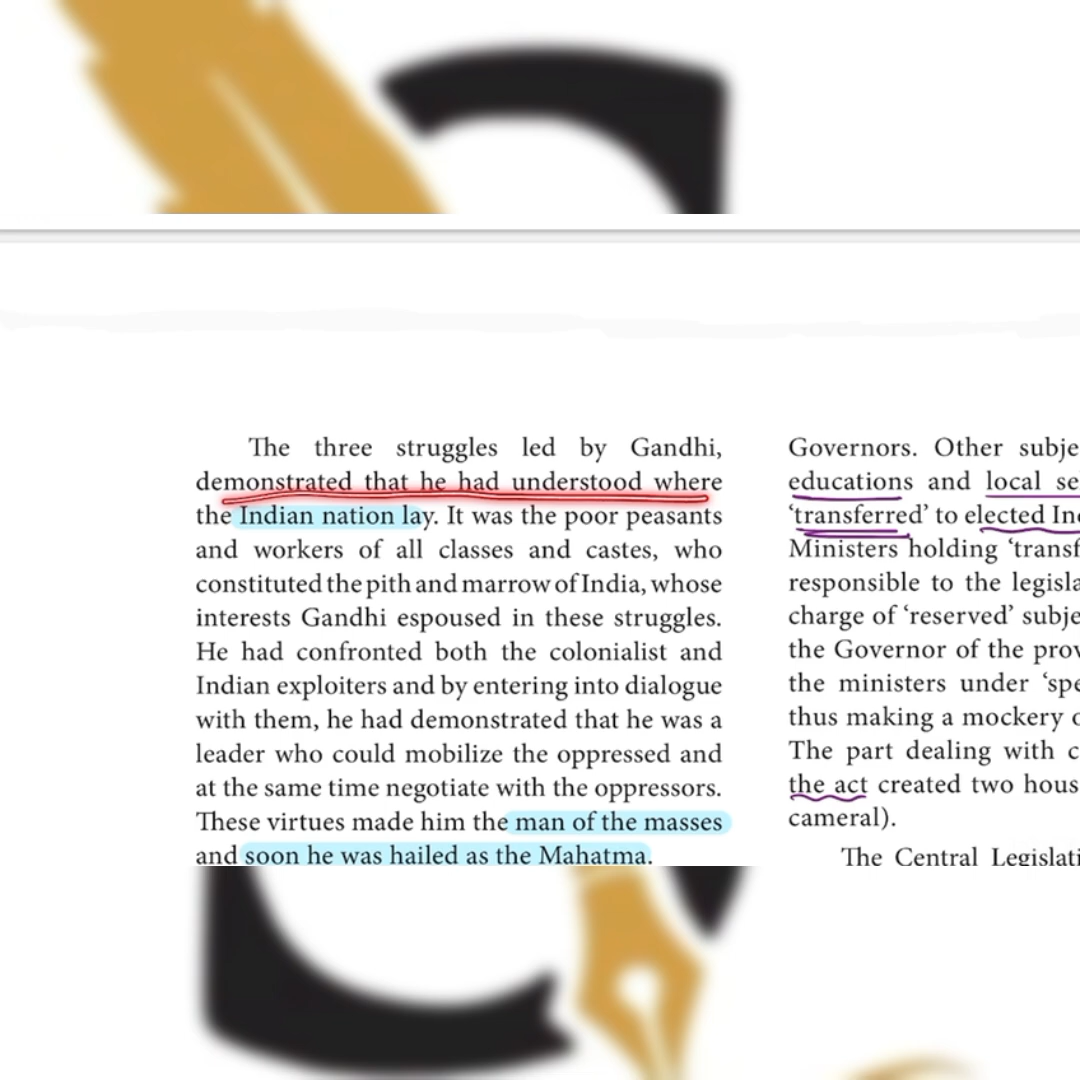 The three struggles led by Gandhi,
demonstrated that he had understood where
the Indian nation lay. It was the poor peasants
and workers of all classes and castes, who
constituted the pith and marrow of India, whose
interests Gandhi espoused in these struggles.
He had confronted both the colonialist and
Indian exploiters and by entering into dialogue
with them, he had demonstrated that he was a
leader who could mobilize the oppressed and
at the same time negotiate with the oppressors.
These virtues made him the man of the masses
and soon he was hailed as the Mahatma.
Governors. Other
educations and local
‘transferred’ to elected
Ministers holding
responsible to the
charge of ‘reserved’
the Governor of the
the ministers under
thus making a mockery
The part dealing with
the act created two
cameral).
The Central